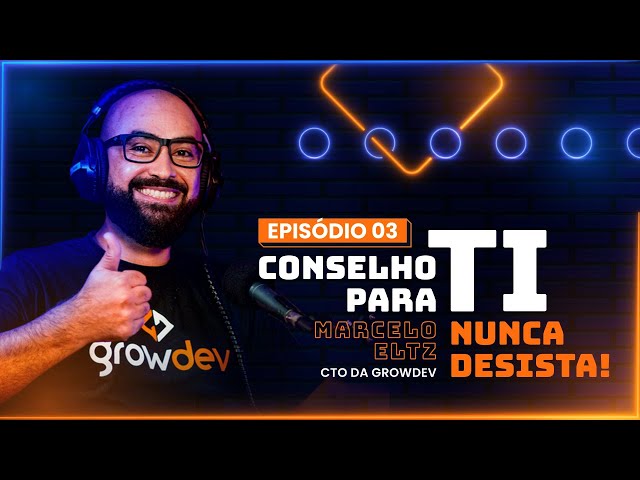 EPISÓDIO 03
CONSELHO
PARA
TI
MARCELO
ELTZ
CTO DA GROWDEV
NUNCA
DESISTA!
growdev